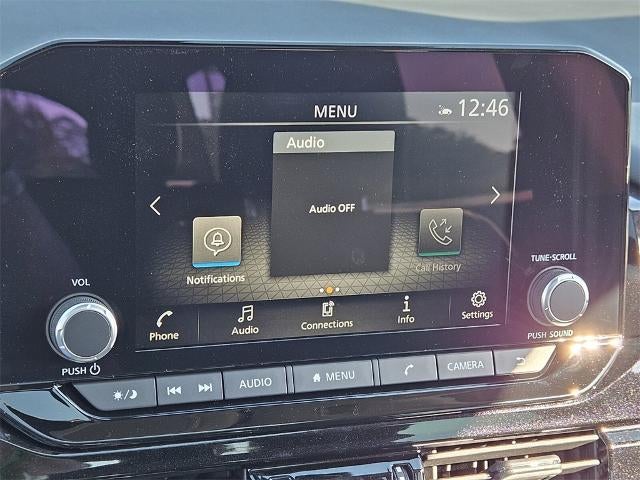 MENU 12:46
Audio
Audio OFF
Notifications
Call History
Phone
Audio
Connections
Info
Settings
VOL
PUSH
TUNE·SCROLL
PUSH SOUND
AUDIO
MENU
CAMERA